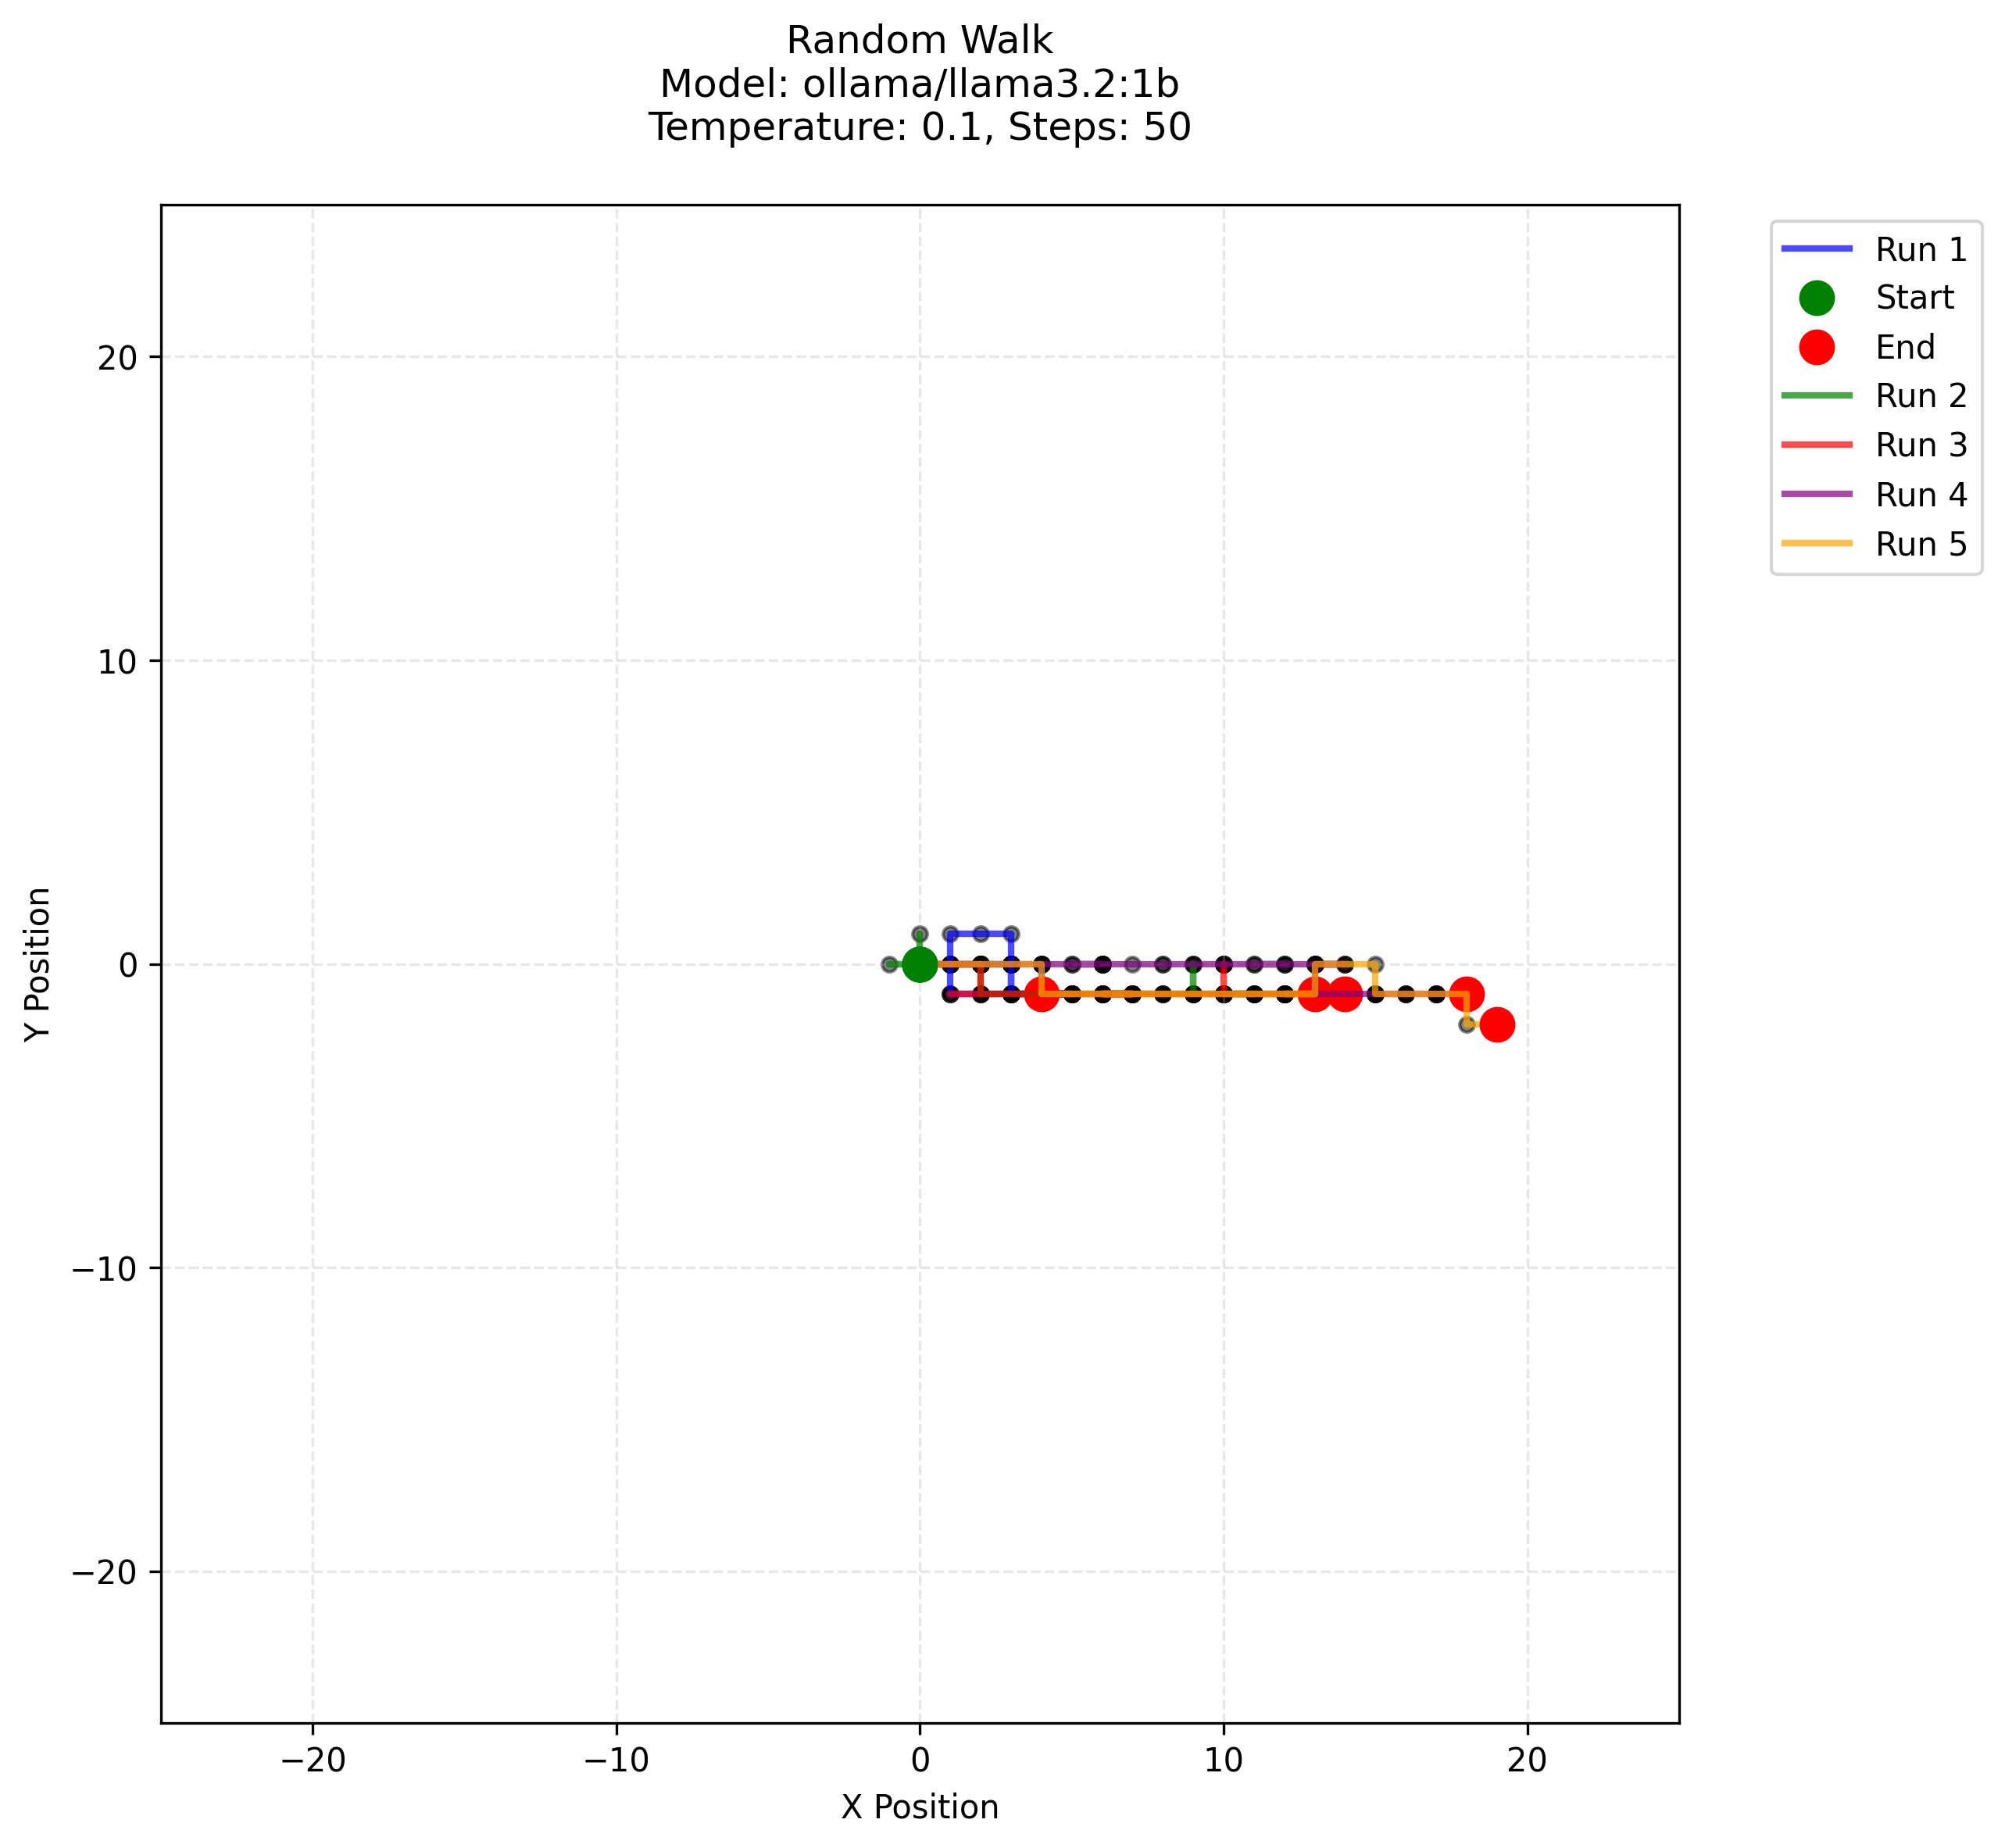 Random Walk
Model: ollama/llama3.2:1b
Temperature: 0.1, Steps: 50
Run 1
Start
End
Run 2
Run 3
Run 4
Run 5
20
10
0
−10
−20
Y Position
−20
−10
0
10
20
X Position